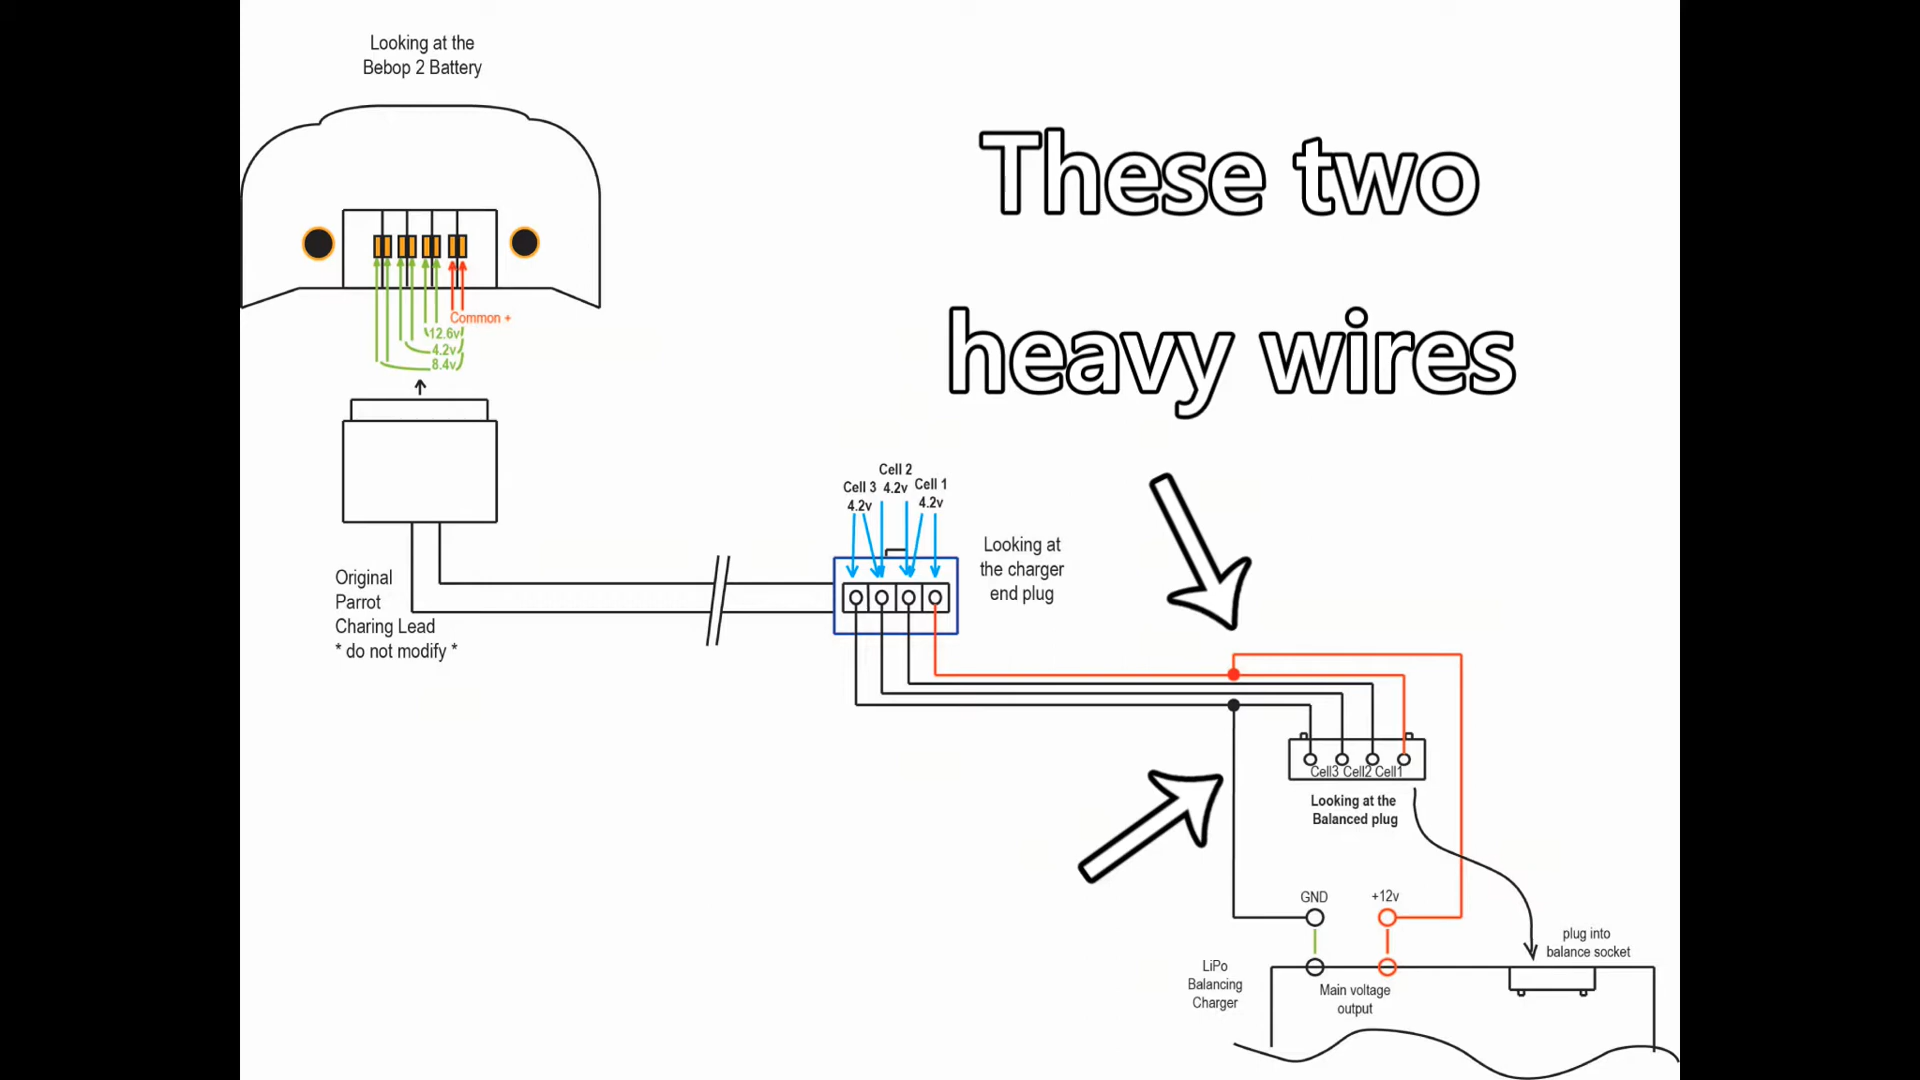 Looking at the
Bebop 2 Battery
These two
heavy wires
Common +
12.6v
4.2v
8.4v
Cell 2
4.2v
Cell 3
4.2v
Cell 1
4.2v
Looking at
the charger
end plug
Original
Parrot
Charing Lead
* do not modify *
Cell3 Cell2 Cell1
Looking at the
Balanced plug
GND
+12v
plug into
balance socket
LiPo
Balancing
Charger
Main voltage
output